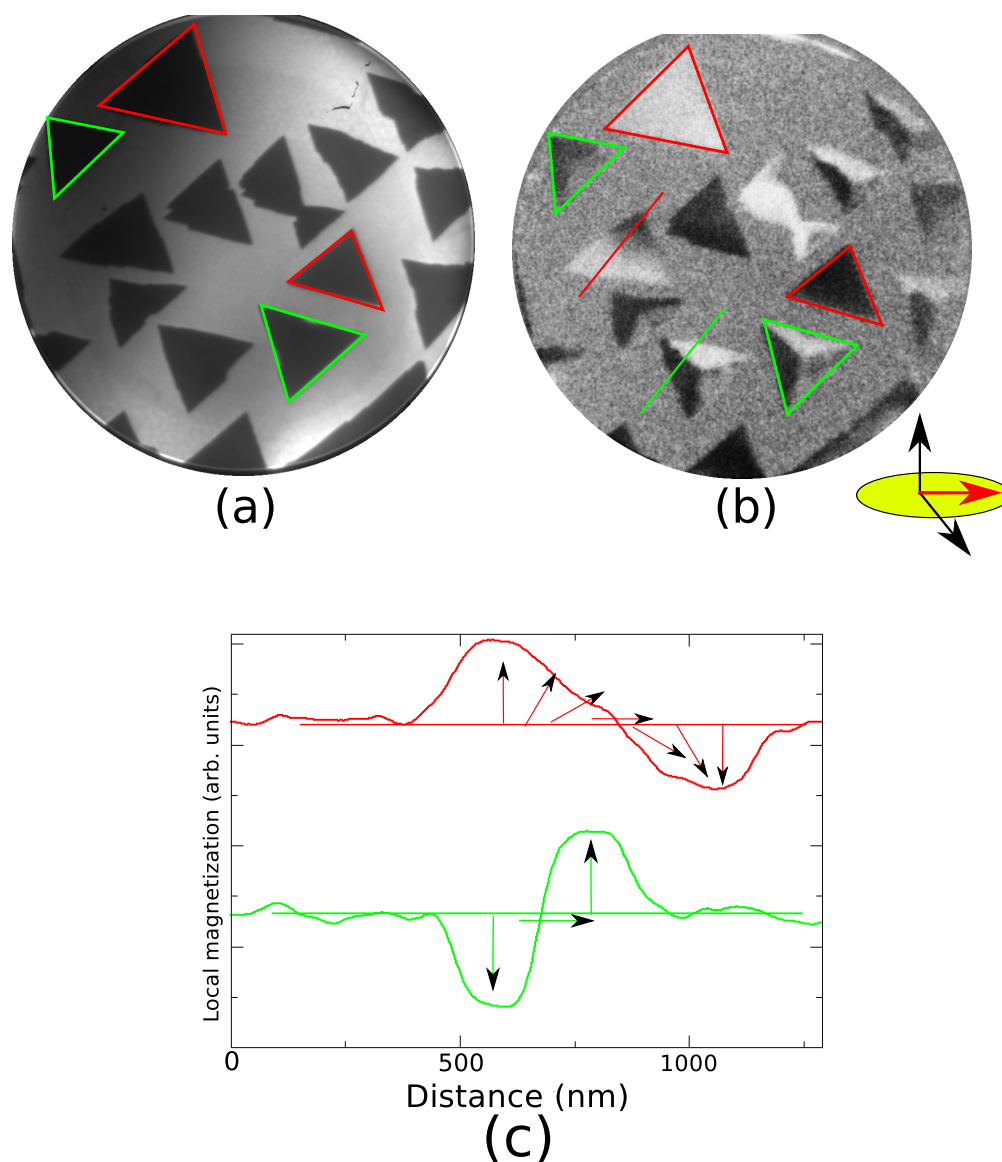 (a)
(b)
Local magnetization (arb. units)
0
500
1000
Distance (nm)
(c)